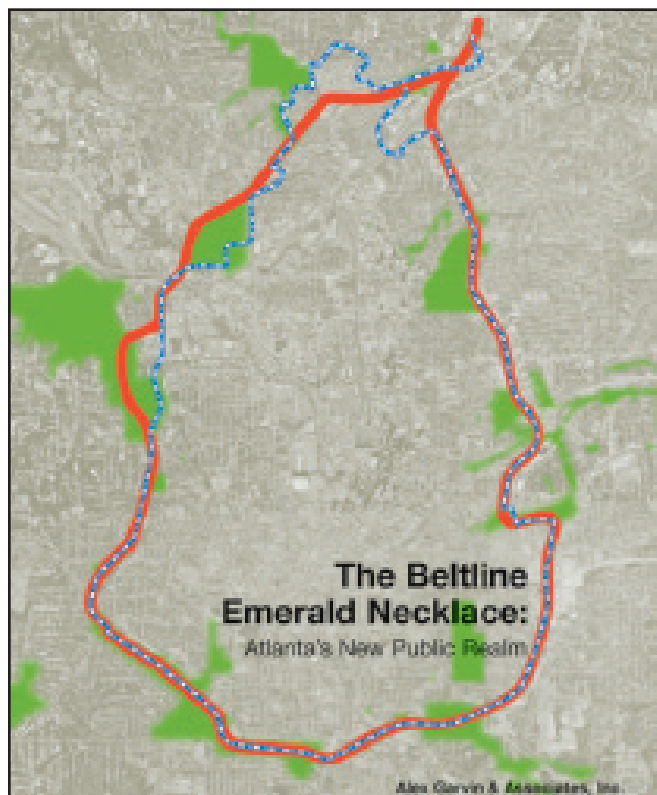 The Beltline
Emerald Necklace:
Atlanta's New Public Realm
Alex Garvin & Associates, Inc.